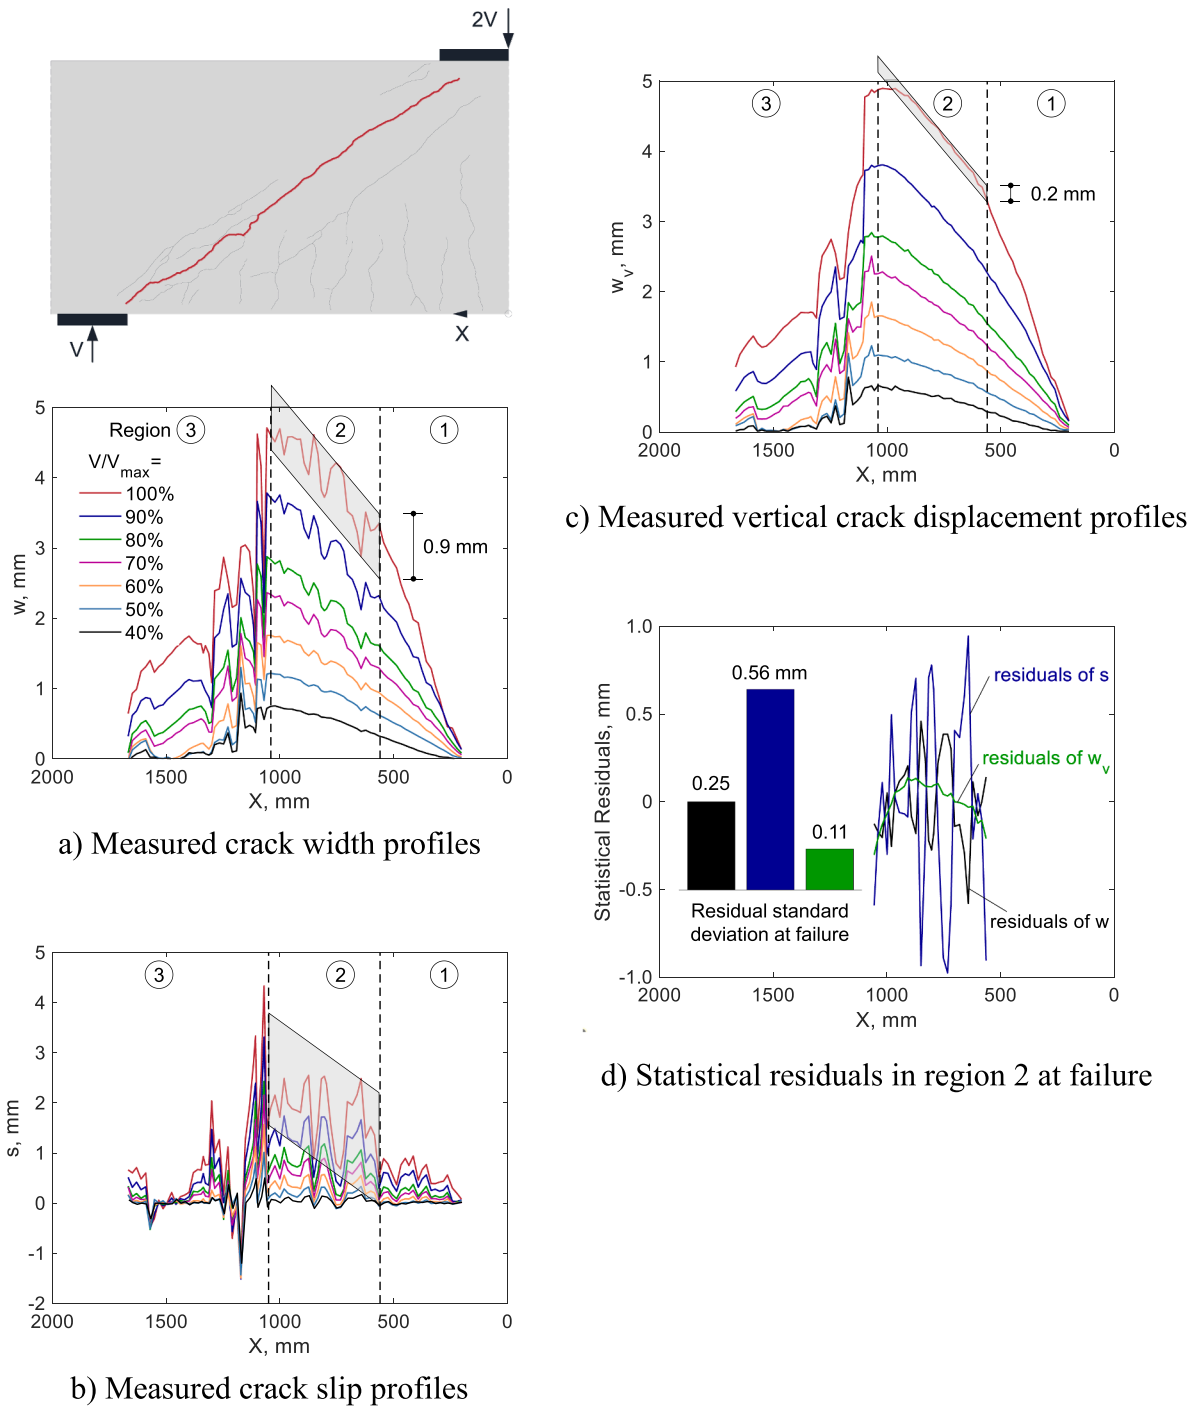 2V
V
X
5
4
3
2
1
0
w, mm
Region 3
2
1
V/Vmax=
100%
90%
80%
70%
60%
50%
40%
0.9 mm
2000
1500
1000
500
0
X, mm
a) Measured crack width profiles
5
4
3
2
1
0
-1
-2
s, mm
3
2
1
2000
1500
1000
500
0
X, mm
b) Measured crack slip profiles
5
4
3
2
1
0
wv, mm
3
2
1
0.2 mm
2000
1500
1000
500
0
X, mm
c) Measured vertical crack displacement profiles
1.0
0.5
0
-0.5
-1.0
Statistical Residuals, mm
0.56 mm
0.25
0.11
Residual standard
deviation at failure
residuals of s
residuals of wv
residuals of w
2000
1500
1000
500
0
X, mm
d) Statistical residuals in region 2 at failure